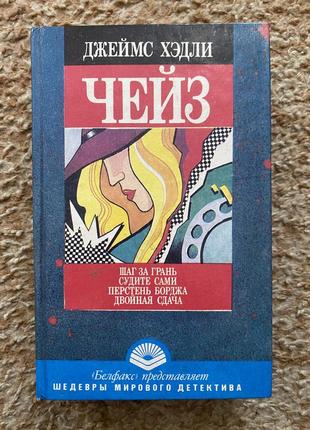 ДЖЕЙМС ХЭДЛИ
ЧЕЙЗ
ШАГ ЗА ГРАНЬ
СУДИТЕ САМИ
ПЕРСТЕНЬ БОРДЖА
ДВОЙНАЯ СДАЧА
«Белфакс» представляет
ШЕДЕВРЫ МИРОВОГО ДЕТЕКТИВА